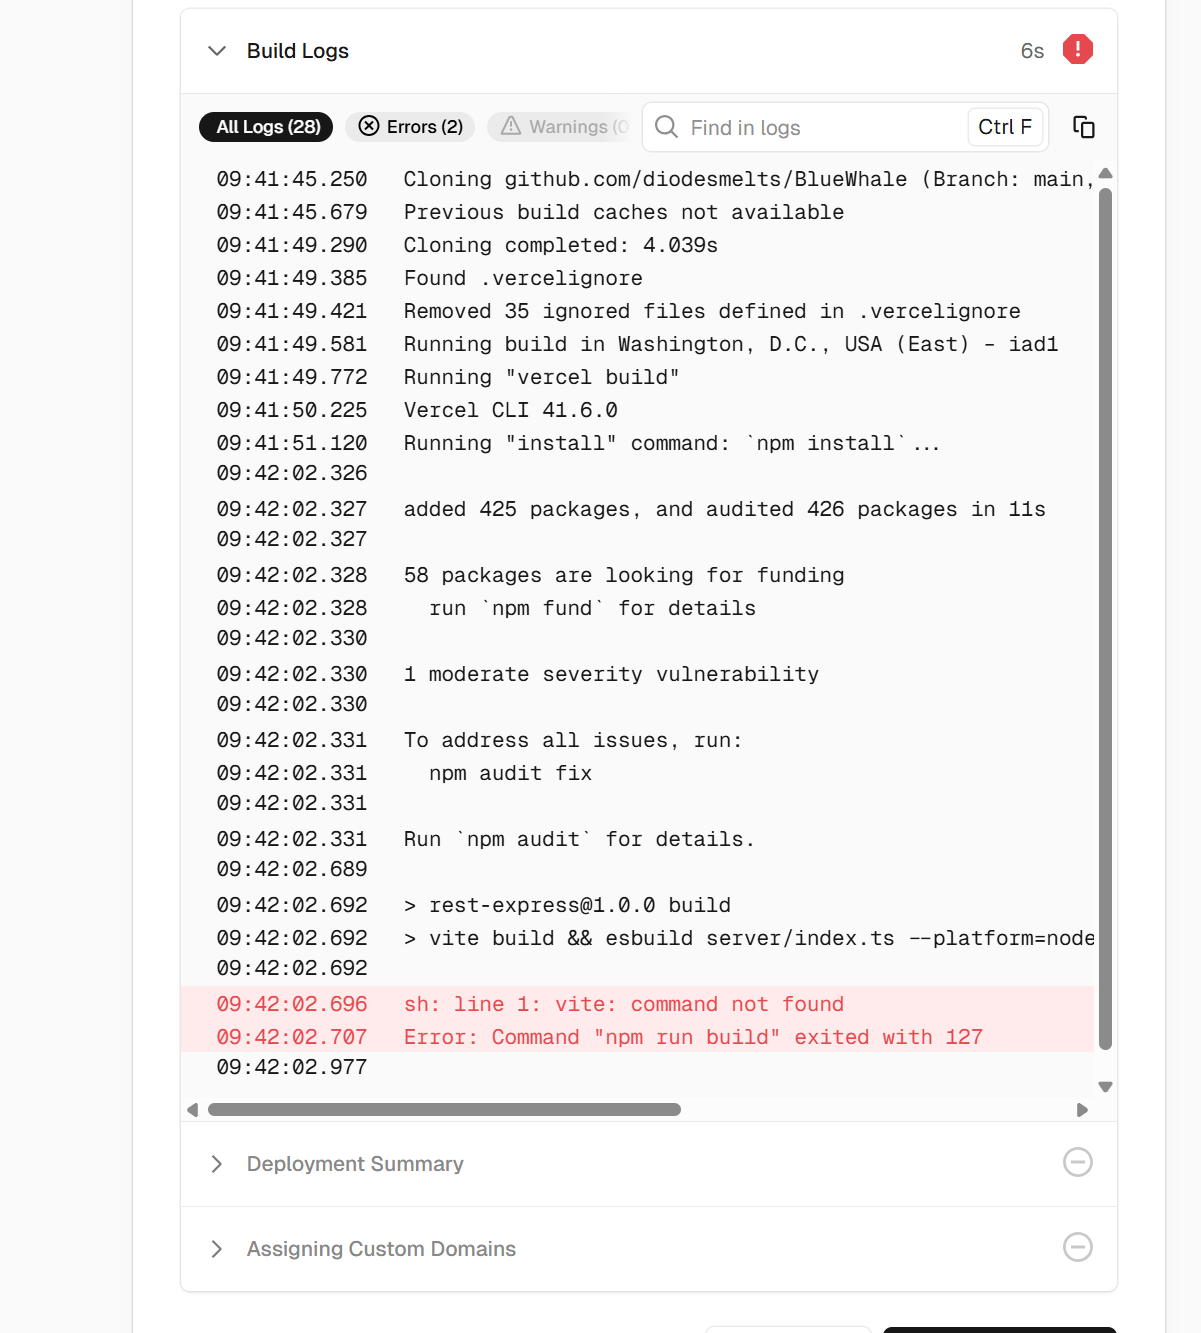 Build Logs 6s
All Logs (28) Errors (2) Warnings (0 Find in logs Ctrl F
09:41:45.250 Cloning github.com/diodesmelts/BlueWhale (Branch: main,
09:41:45.679 Previous build caches not available
09:41:49.290 Cloning completed: 4.039s
09:41:49.385 Found .vercelignore
09:41:49.421 Removed 35 ignored files defined in .vercelignore
09:41:49.581 Running build in Washington, D.C., USA (East) – iad1
09:41:49.772 Running "vercel build"
09:41:50.225 Vercel CLI 41.6.0
09:41:51.120 Running "install" command: `npm install`...
09:42:02.326
09:42:02.327 added 425 packages, and audited 426 packages in 11s
09:42:02.327
09:42:02.328 58 packages are looking for funding
09:42:02.328 run `npm fund` for details
09:42:02.330
09:42:02.330 1 moderate severity vulnerability
09:42:02.330
09:42:02.331 To address all issues, run:
09:42:02.331 npm audit fix
09:42:02.331
09:42:02.331 Run `npm audit` for details.
09:42:02.689
09:42:02.692 > rest-express@1.0.0 build
09:42:02.692 > vite build && esbuild server/index.ts --platform=node
09:42:02.692
09:42:02.696 sh: line 1: vite: command not found
09:42:02.707 Error: Command "npm run build" exited with 127
09:42:02.977
Deployment Summary
Assigning Custom Domains